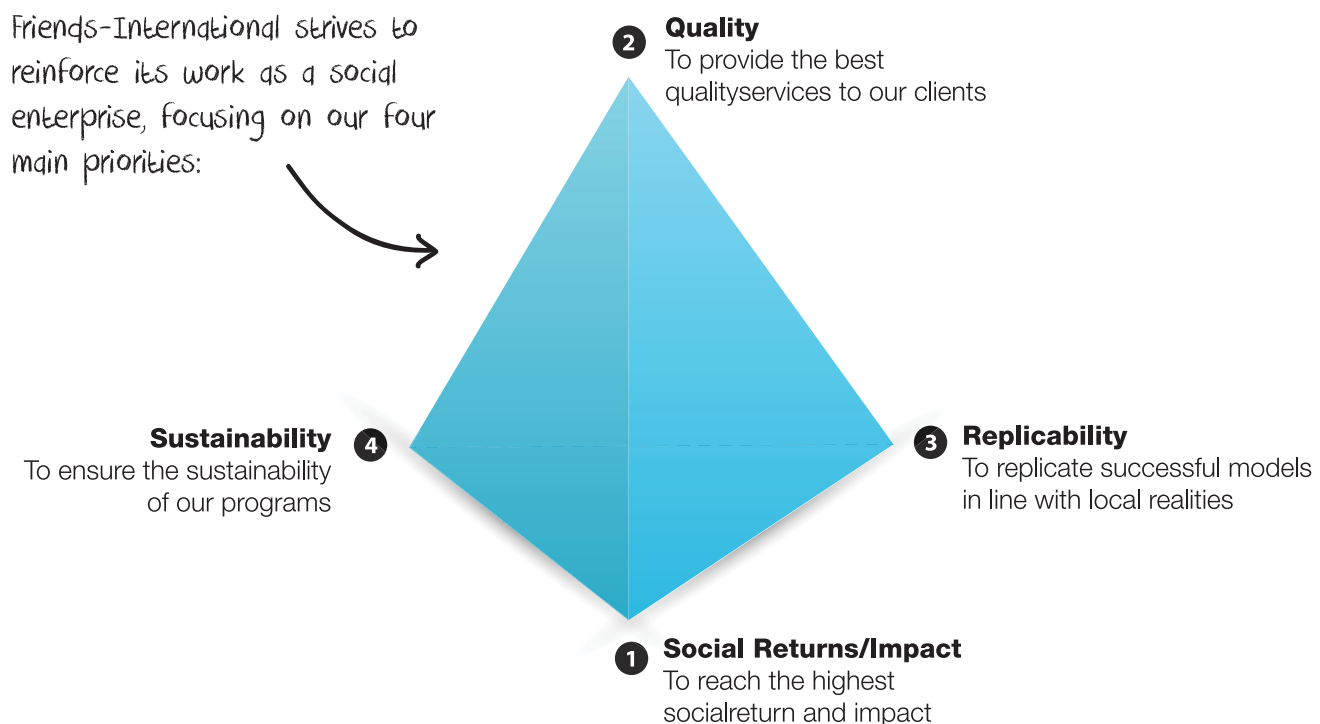 Friends-International strives to
reinforce its work as a social
enterprise, focusing on our four
main priorities:
2 Quality
To provide the best
qualityservices to our clients
Sustainability 4
To ensure the sustainability
of our programs
3 Replicability
To replicate successful models
in line with local realities
1 Social Returns/Impact
To reach the highest
socialreturn and impact